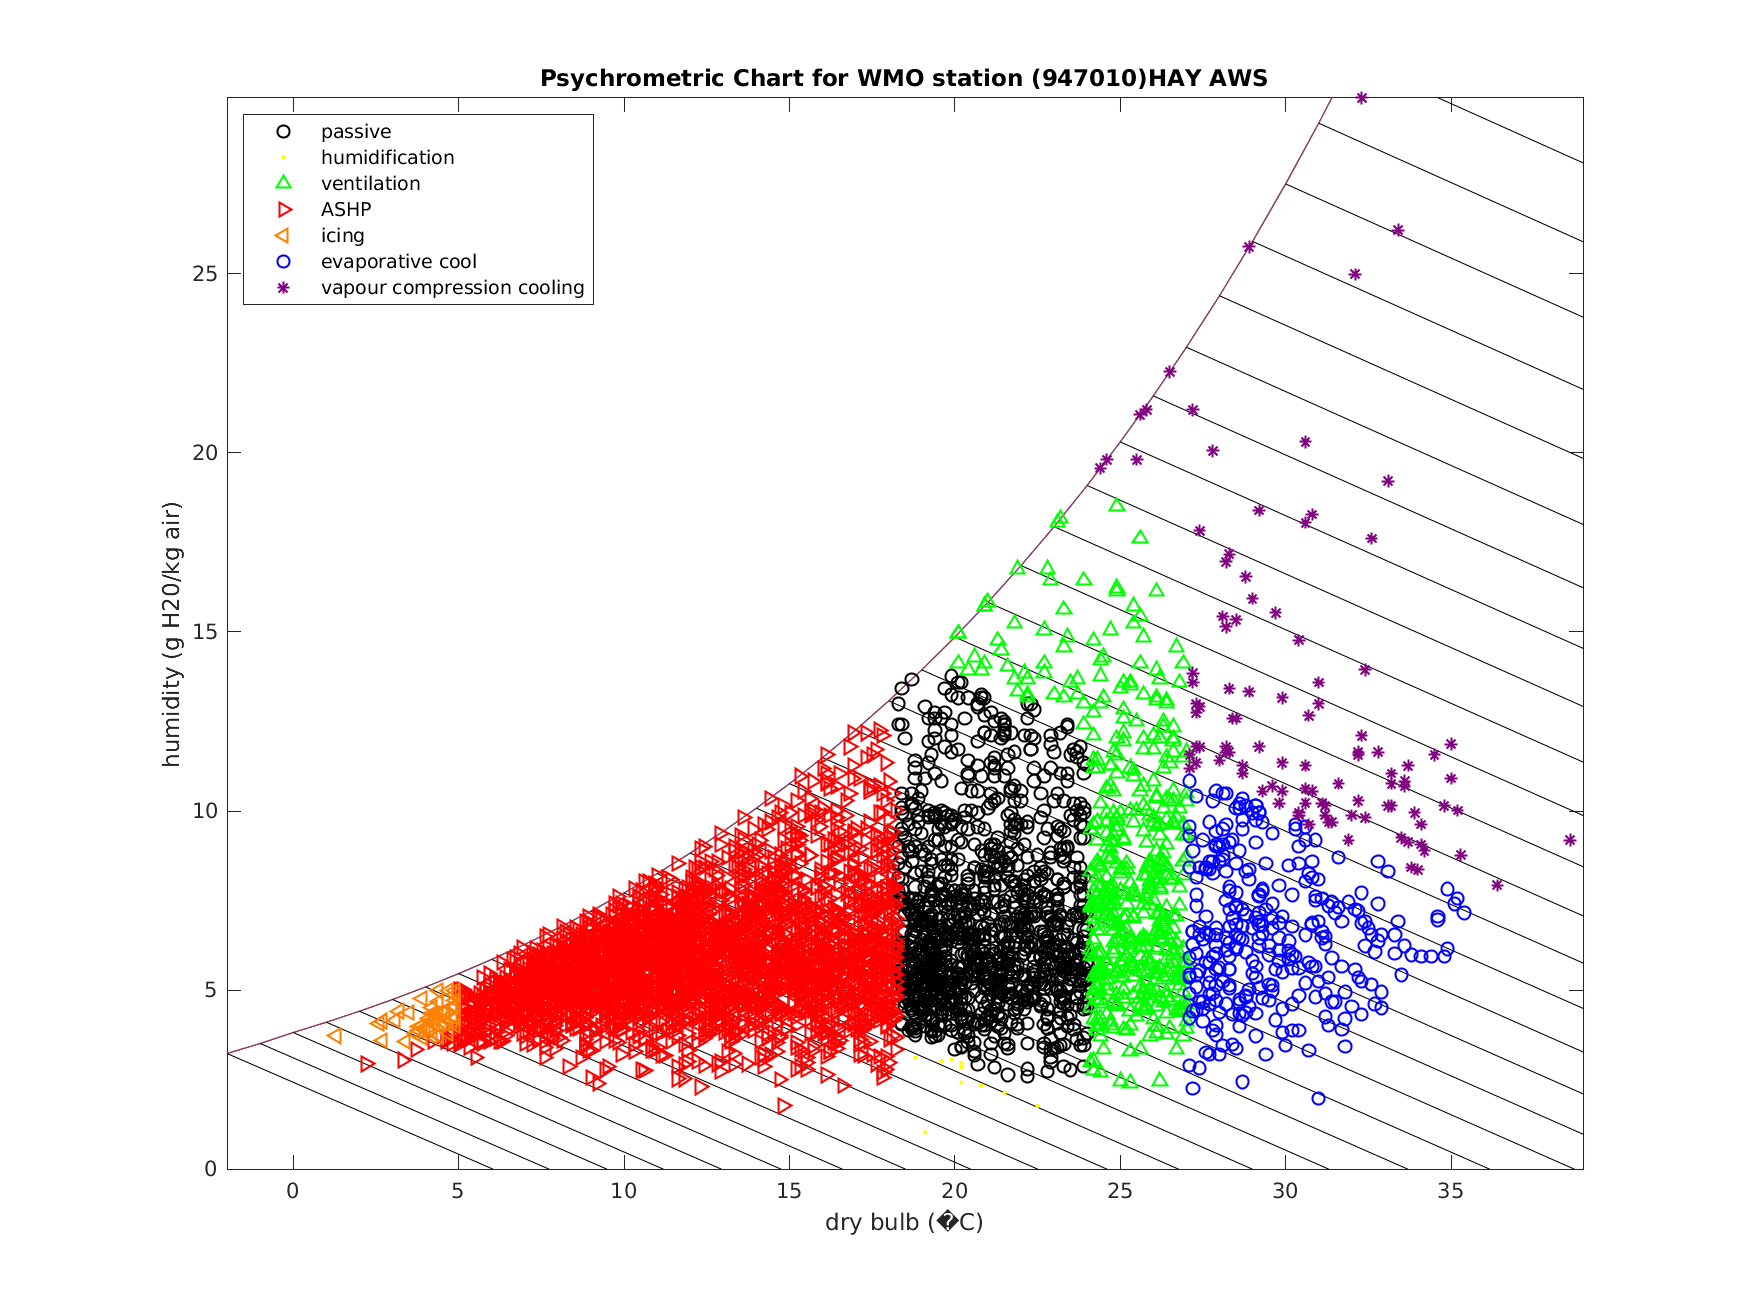 Psychrometric Chart for WMO station (947010)HAY AWS
passive
humidification
ventilation
ASHP
icing
evaporative cool
vapour compression cooling
humidity (g H20/kg air)
25
20
15
10
5
0
0 5 10 15 20 25 30 35
dry bulb (�C)